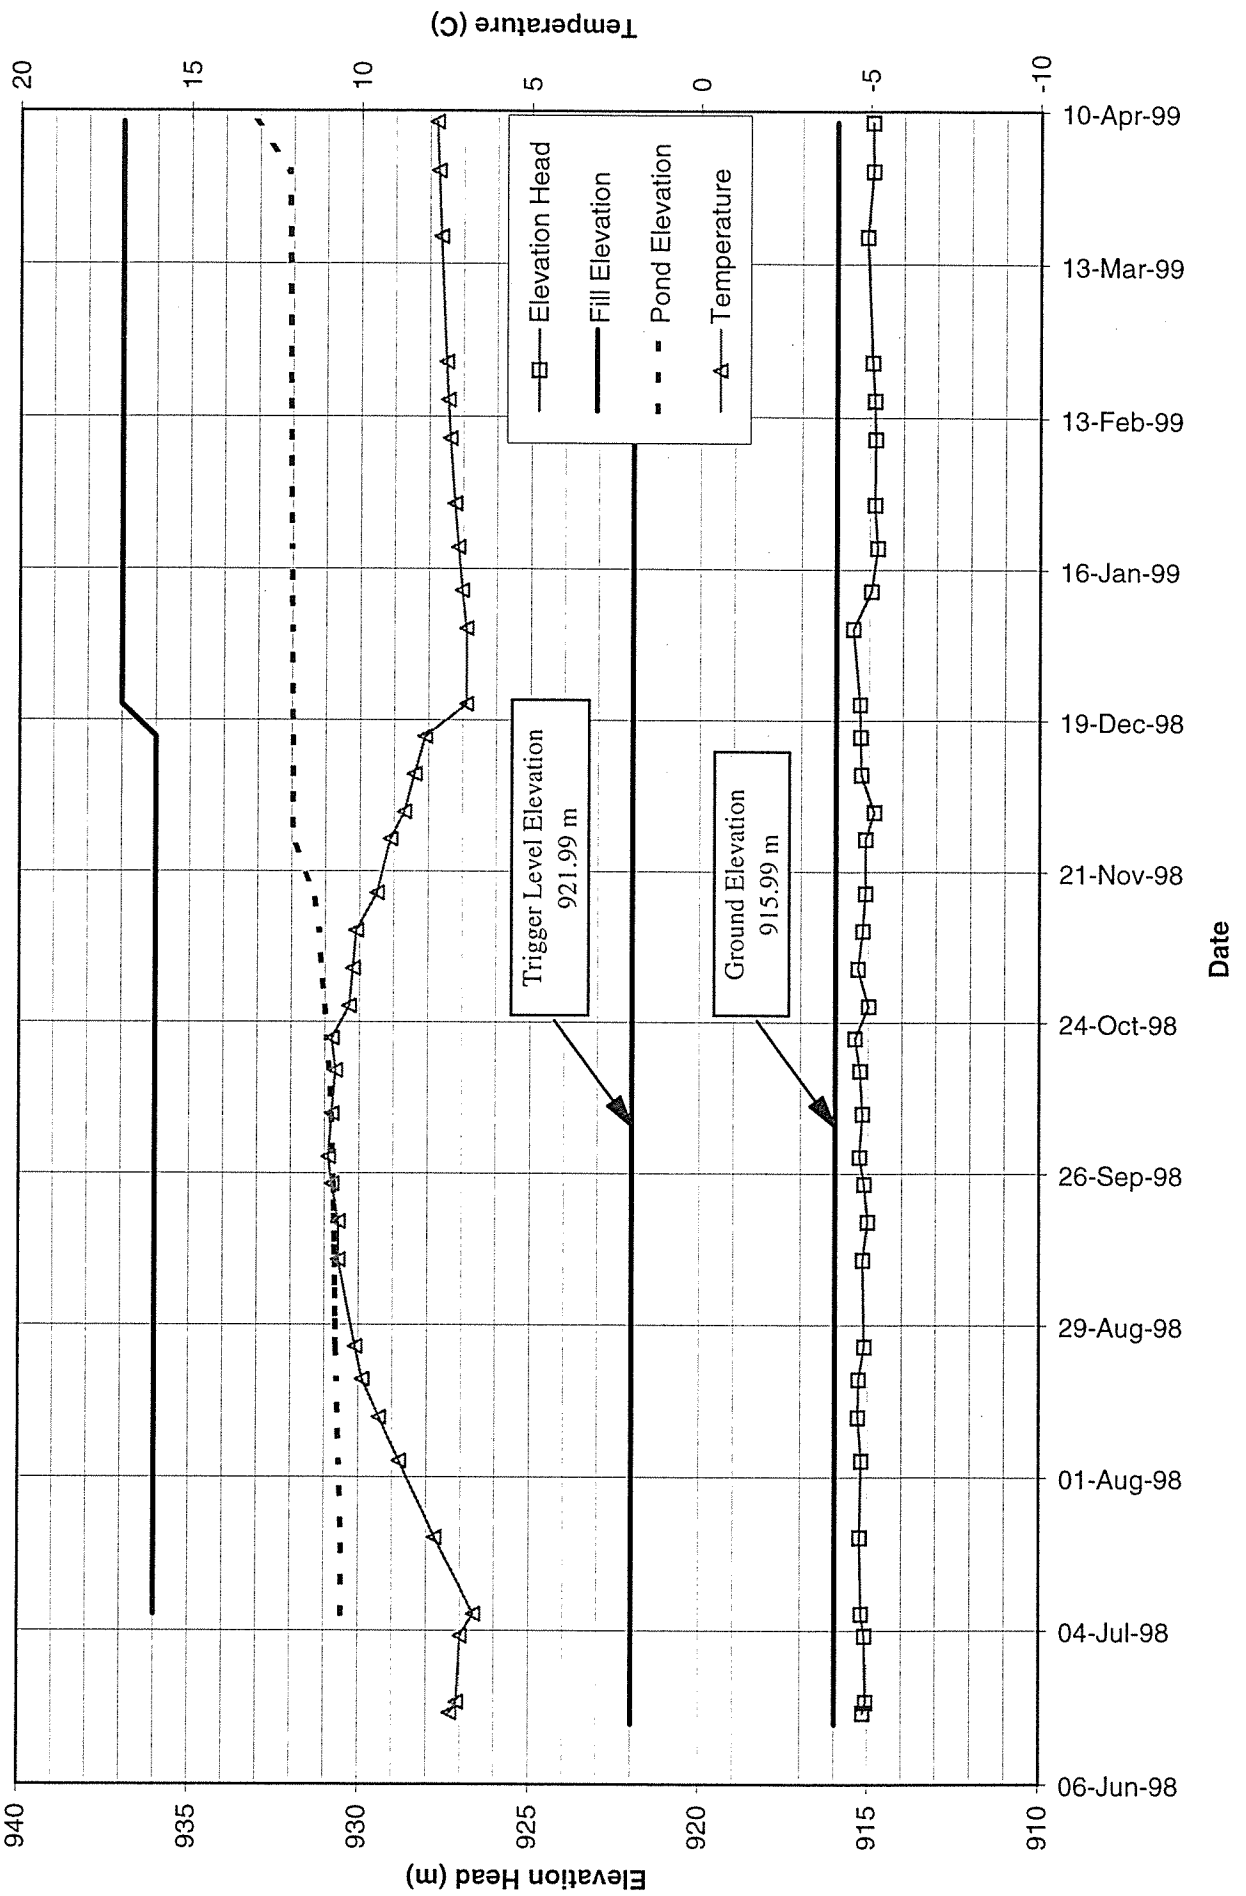 Elevation Head (m)
940
935
930
925
920
915
910
Temperature (C)
20
15
10
5
0
-5
-10
Trigger Level Elevation
921.99 m
Ground Elevation
915.99 m
Elevation Head
Fill Elevation
Pond Elevation
Temperature
06-Jun-98
04-Jul-98
01-Aug-98
29-Aug-98
26-Sep-98
24-Oct-98
21-Nov-98
19-Dec-98
16-Jan-99
13-Feb-99
13-Mar-99
10-Apr-99
Date